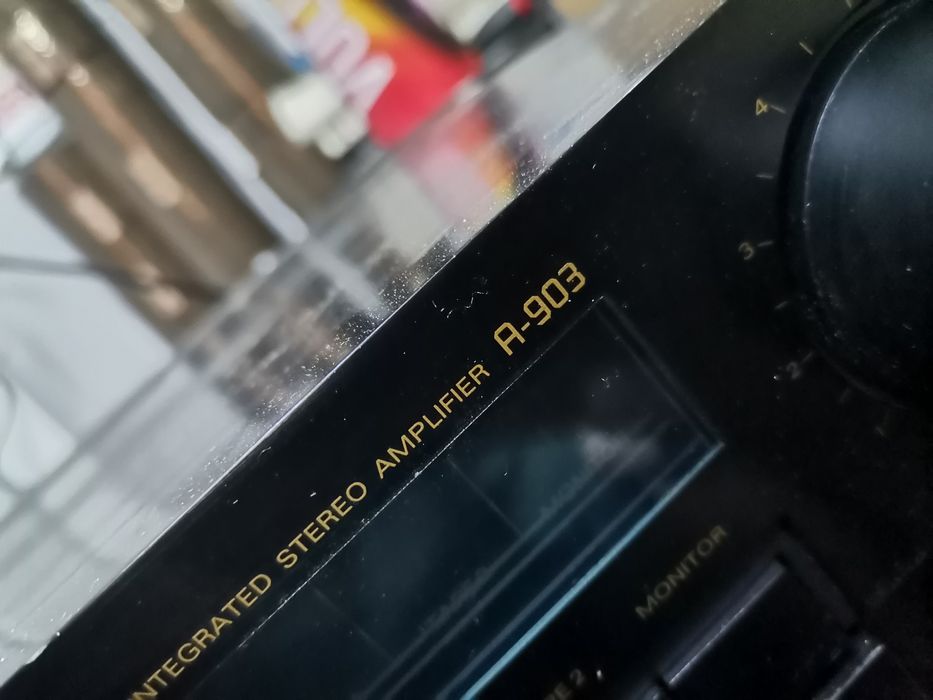 INTEGRATED STEREO AMPLIFIER A-903
4
3
2
MONITOR